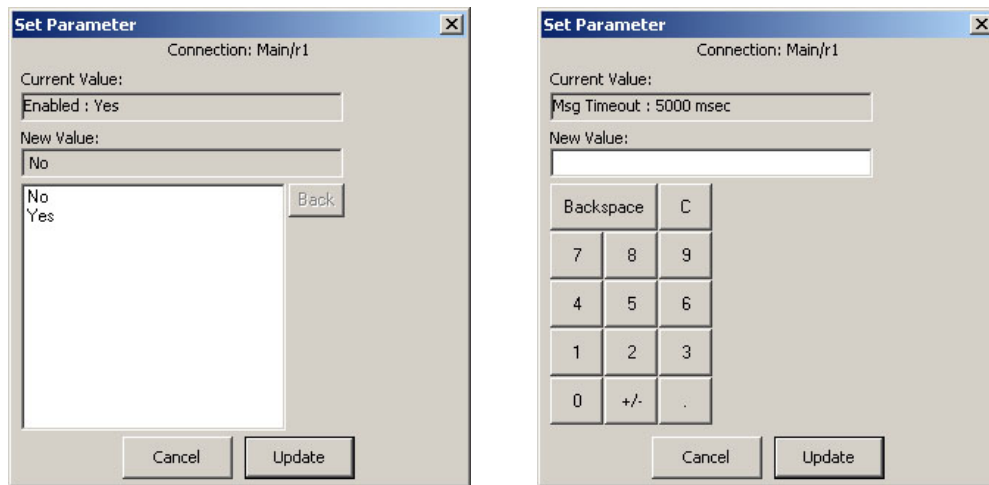 Set Parameter
Connection: Main/r1
Current Value:
Enabled : Yes
New Value:
No
No
Yes
Back
Cancel
Update
Set Parameter
Connection: Main/r1
Current Value:
Msg Timeout : 5000 msec
New Value:
Backspace C
7 8 9
4 5 6
1 2 3
0 +/- .
Cancel
Update